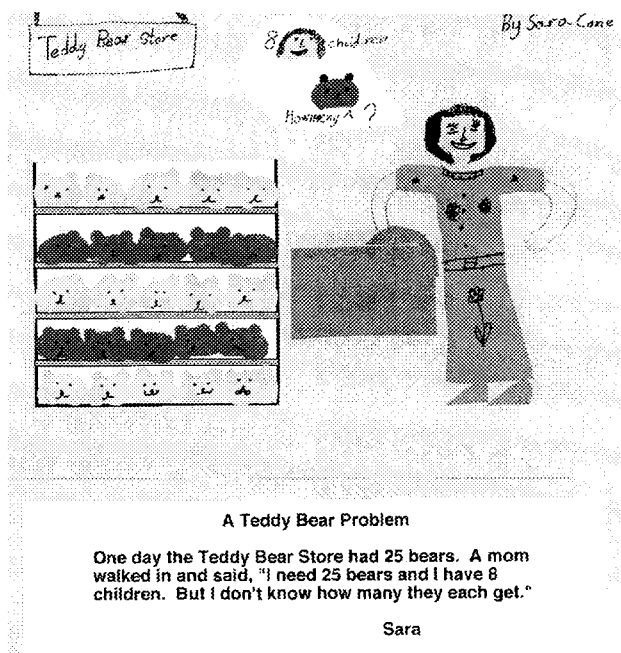 Teddy Bear Store
8 children
By Sara Cone
How many ?
A Teddy Bear Problem
One day the Teddy Bear Store had 25 bears. A mom
walked in and said, "I need 25 bears and I have 8
children. But I don't know how many they each get."
Sara